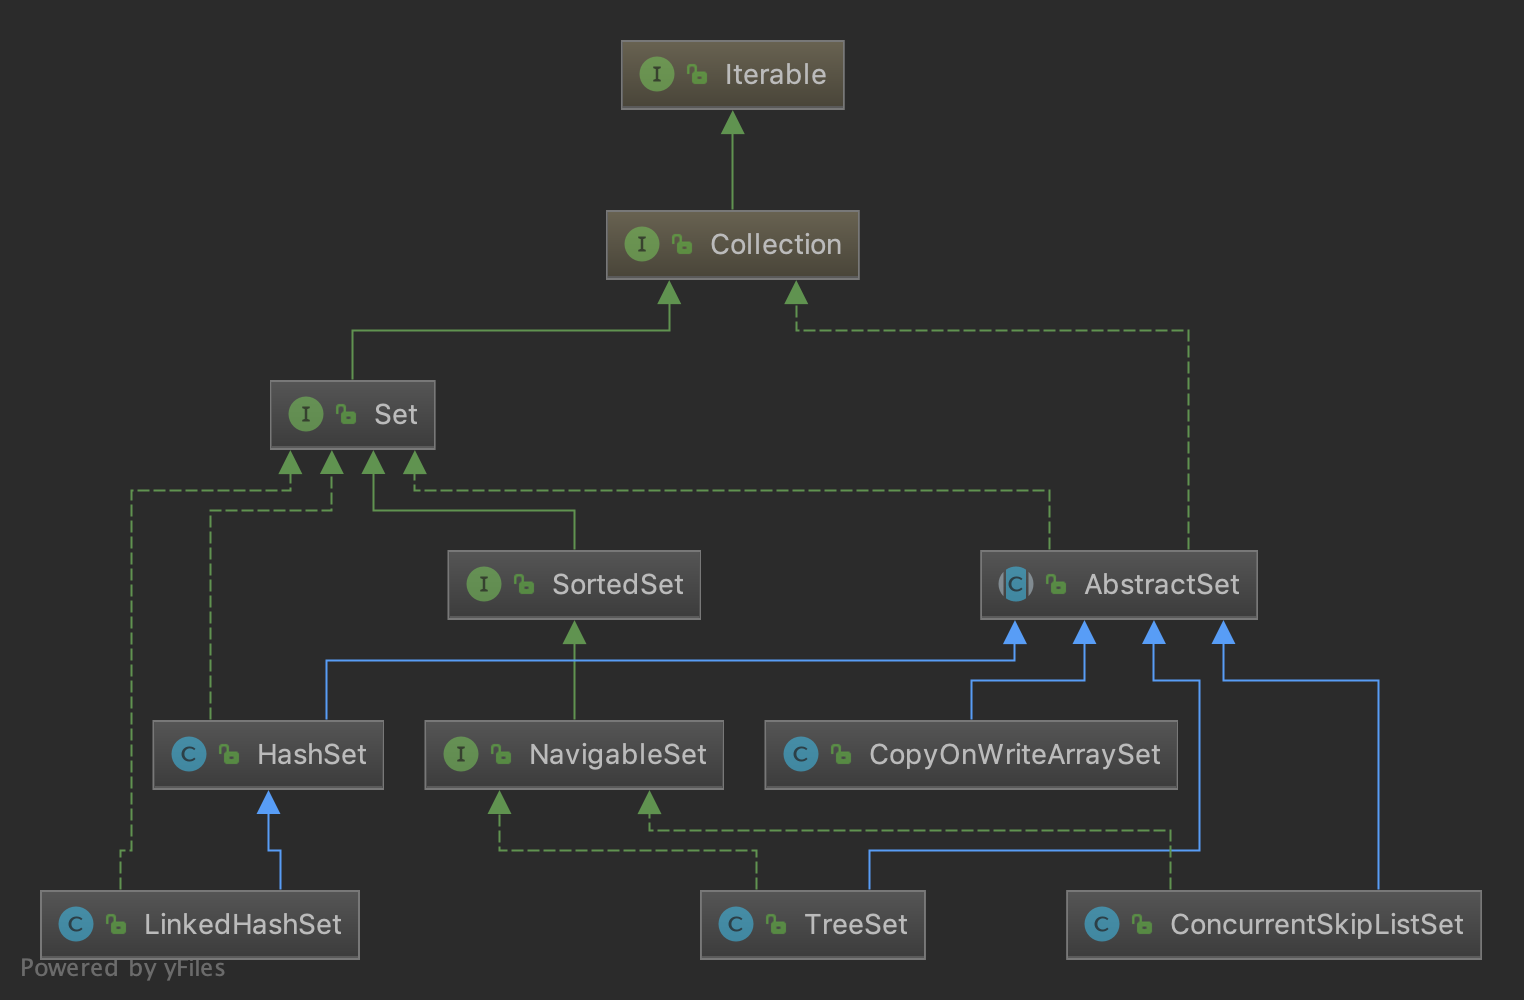 I Iterable
I Collection
I Set
I SortedSet
C AbstractSet
C HashSet
I NavigableSet
C CopyOnWriteArraySet
C LinkedHashSet
C TreeSet
C ConcurrentSkipListSet
Powered by yFiles